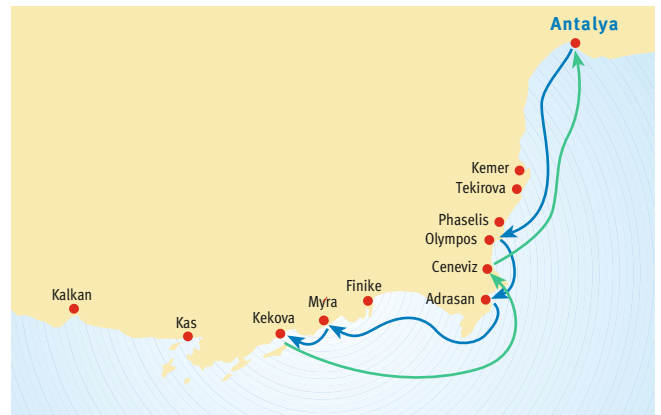 Antalya
Kemer
Tekirova
Phaselis
Olympos
Ceneviz
Adrasan
Finike
Myra
Kekova
Kas
Kalkan